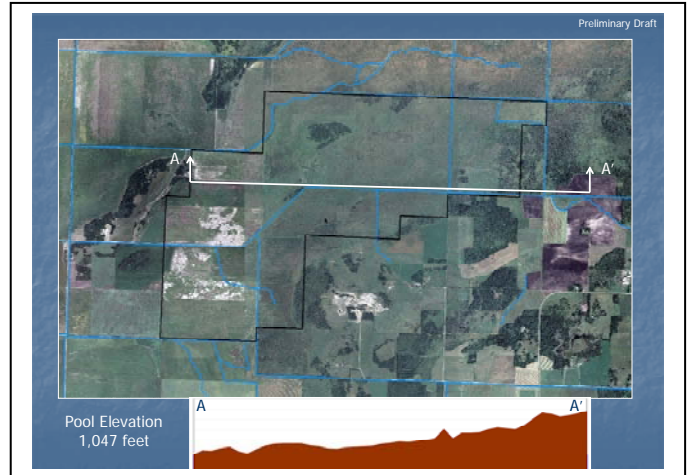 Preliminary Draft
A
A’
Pool Elevation
1,047 feet
A
A’